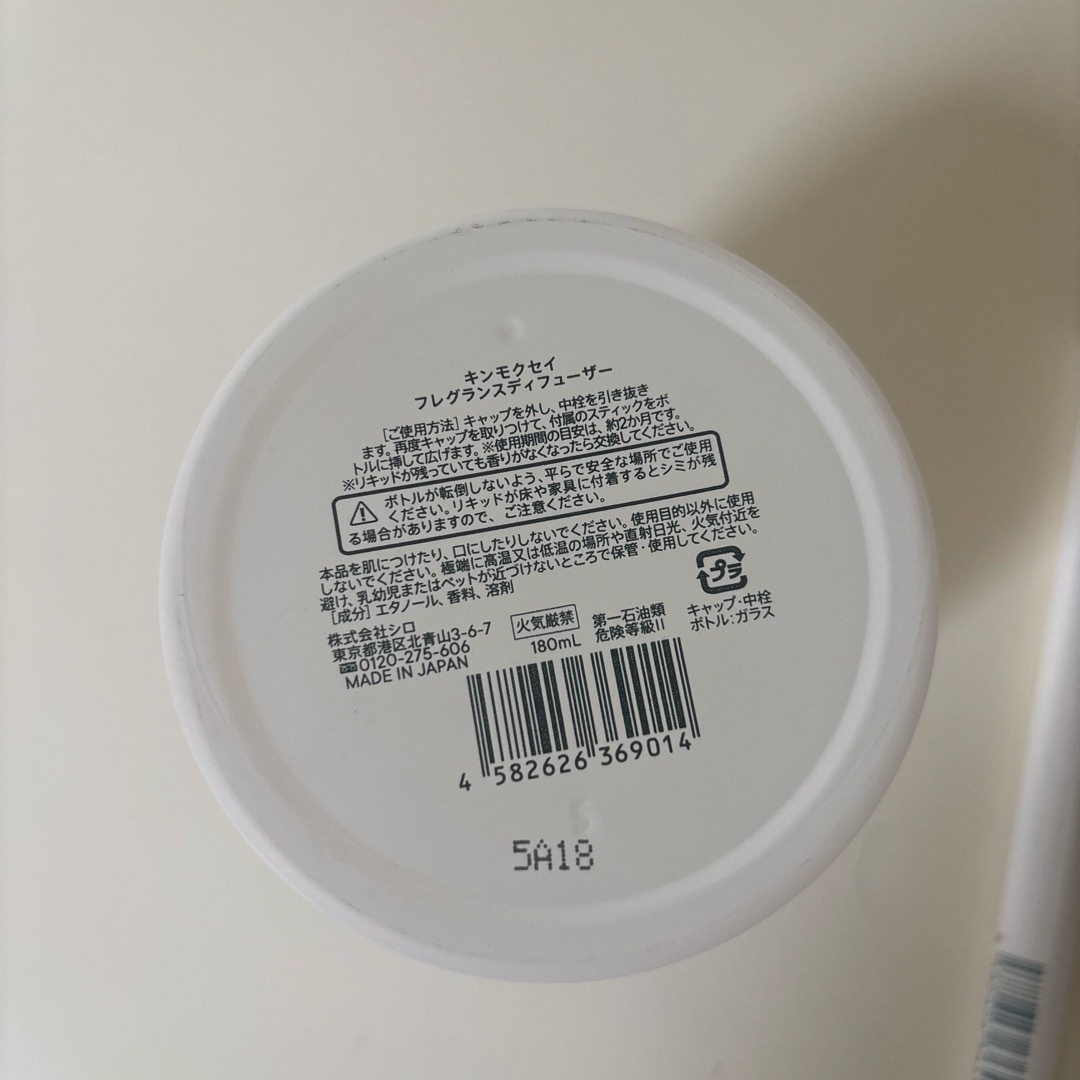 キンモクセイ
フレグランスディフューザー
[ご使用方法] キャップを外し、中栓を引き抜き
ます。再度キャップを取りつけて、付属のスティックをボ
トルに挿して広げます。※使用期間の目安は、約2か月です。
※リキッドが残っていても香りがなくなったら交換してください。
ボトルが転倒しないよう、平らで安全な場所でご使用
ください。リキッドが床や家具に付着するとシミが残
る場合がありますので、ご注意ください。
本品を肌につけたり、口にしたりしないでください。使用目的以外に使用
しないでください。極端に高温又は低温の場所や直射日光、火気付近を
避け、乳幼児またはペットが近づけないところで保管・使用してください。
[成分] エタノール、香料、溶剤
株式会社シロ
東京都港区北青山3-6-7
0120-275-606
MADE IN JAPAN
火気厳禁
180mL
第一石油類
危険等級II
プラ
キャップ・中栓
ボトル:ガラス
4 582626 369014
5A18